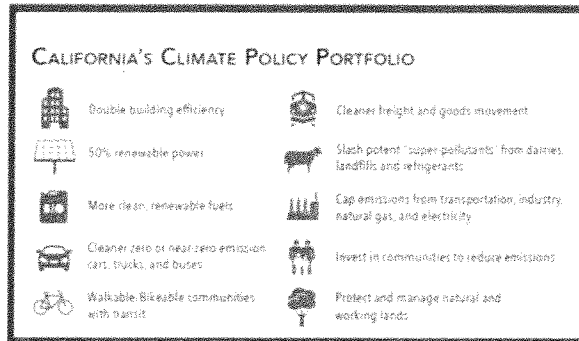 CALIFORNIA'S CLIMATE POLICY PORTFOLIO
Double building efficiency
50% renewable power
More clean, renewable fuels
Cleaner zero or near-zero emission
cars, trucks, and buses
Walkable/Bikeable communities
with transit
Cleaner freight and goods movement
Slash potent "super-pollutants" from dairies,
landfills and refrigerants
Cap emissions from transportation, industry,
natural gas, and electricity
Invest in communities to reduce emissions
Protect and manage natural and
working lands